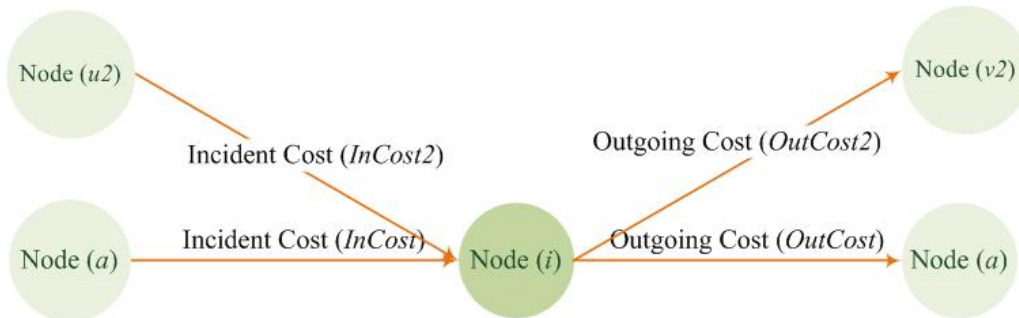 Node (u2)
Node (v2)
Incident Cost (InCost2)
Outgoing Cost (OutCost2)
Node (a)
Incident Cost (InCost)
Node (i)
Outgoing Cost (OutCost)
Node (a)